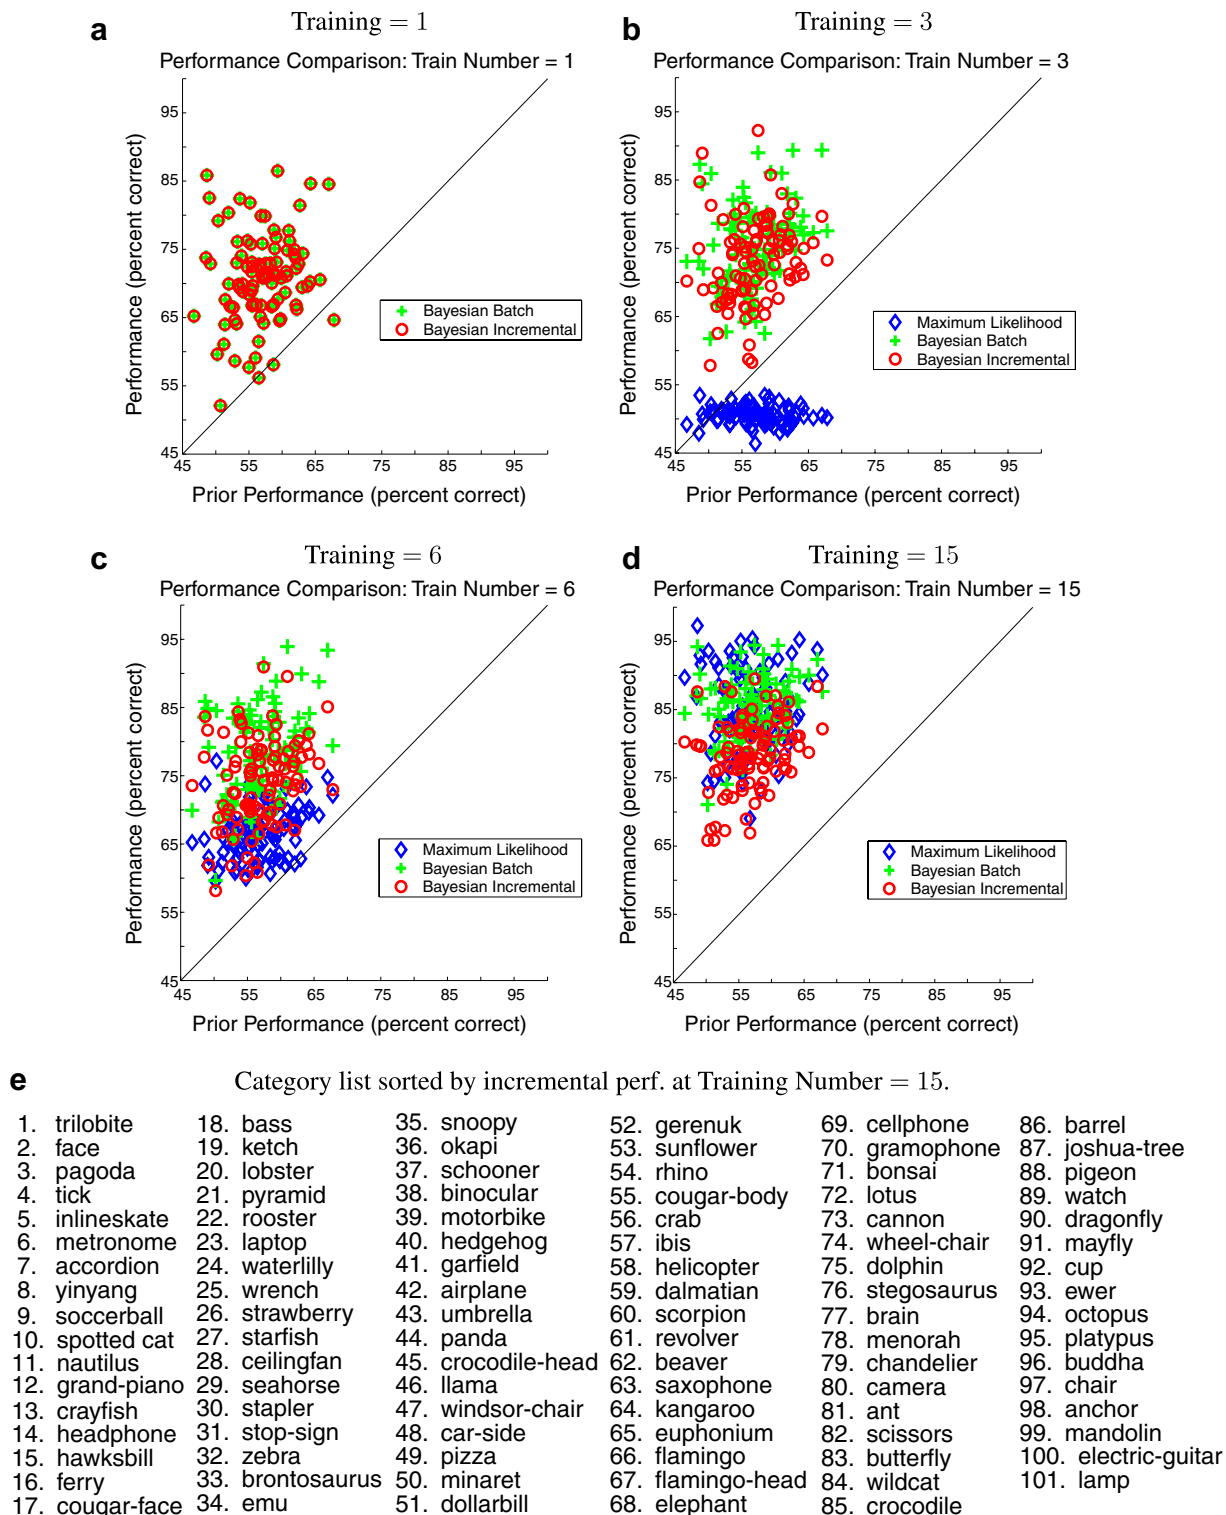 a
Training = 1
Performance Comparison: Train Number = 1
Performance (percent correct)
95
85
75
65
55
45
45 55 65 75 85 95
Prior Performance (percent correct)
Bayesian Batch
Bayesian Incremental
b
Training = 3
Performance Comparison: Train Number = 3
Performance (percent correct)
95
85
75
65
55
45
45 55 65 75 85 95
Prior Performance (percent correct)
Maximum Likelihood
Bayesian Batch
Bayesian Incremental
c
Training = 6
Performance Comparison: Train Number = 6
Performance (percent correct)
95
85
75
65
55
45
45 55 65 75 85 95
Prior Performance (percent correct)
Maximum Likelihood
Bayesian Batch
Bayesian Incremental
d
Training = 15
Performance Comparison: Train Number = 15
Performance (percent correct)
95
85
75
65
55
45
45 55 65 75 85 95
Prior Performance (percent correct)
Maximum Likelihood
Bayesian Batch
Bayesian Incremental
e
Category list sorted by incremental perf. at Training Number = 15.
1. trilobite
2. face
3. pagoda
4. tick
5. inlineskate
6. metronome
7. accordion
8. yinyang
9. soccerball
10. spotted cat
11. nautilus
12. grand-piano
13. crayfish
14. headphone
15. hawksbill
16. ferry
17. cougar-face
18. bass
19. ketch
20. lobster
21. pyramid
22. rooster
23. laptop
24. waterlilly
25. wrench
26. strawberry
27. starfish
28. ceilingfan
29. seahorse
30. stapler
31. stop-sign
32. zebra
33. brontosaurus
34. emu
35. snoopy
36. okapi
37. schooner
38. binocular
39. motorbike
40. hedgehog
41. garfield
42. airplane
43. umbrella
44. panda
45. crocodile-head
46. llama
47. windsor-chair
48. car-side
49. pizza
50. minaret
51. dollarbill
52. gerenuk
53. sunflower
54. rhino
55. cougar-body
56. crab
57. ibis
58. helicopter
59. dalmatian
60. scorpion
61. revolver
62. beaver
63. saxophone
64. kangaroo
65. euphonium
66. flamingo
67. flamingo-head
68. elephant
69. cellphone
70. gramophone
71. bonsai
72. lotus
73. cannon
74. wheel-chair
75. dolphin
76. stegosaurus
77. brain
78. menorah
79. chandelier
80. camera
81. ant
82. scissors
83. butterfly
84. wildcat
85. crocodile
86. barrel
87. joshua-tree
88. pigeon
89. watch
90. dragonfly
91. mayfly
92. cup
93. ewer
94. octopus
95. platypus
96. buddha
97. chair
98. anchor
99. mandolin
100. electric-guitar
101. lamp